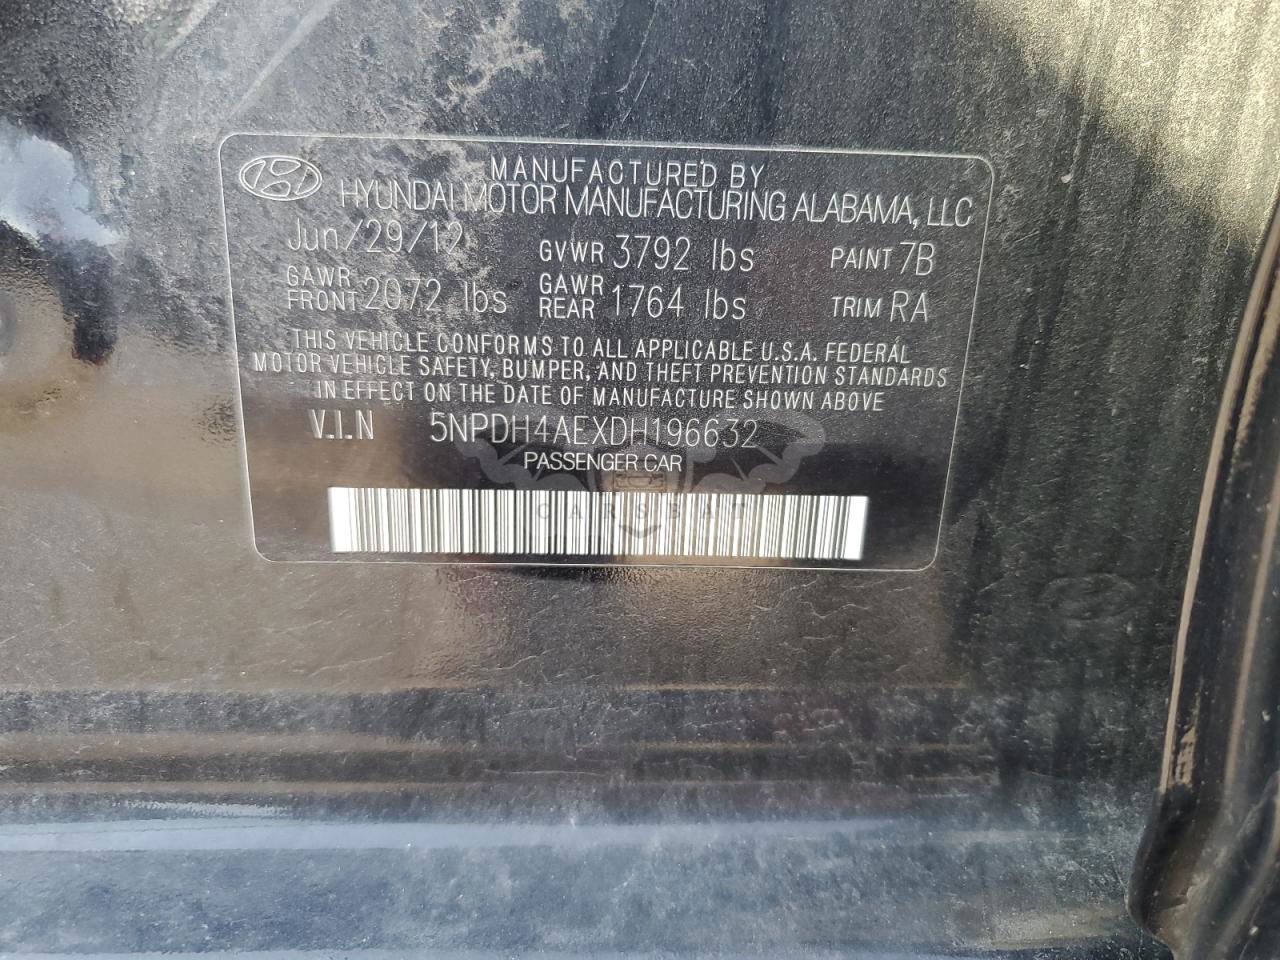 MANUFACTURED BY
HYUNDAI MOTOR MANUFACTURING ALABAMA, LLC
Jun/29/12 GVWR 3792 lbs PAINT 7B
GAWR FRONT 2072 lbs GAWR REAR 1764 lbs TRIM RA
THIS VEHICLE CONFORMS TO ALL APPLICABLE U.S.A. FEDERAL
MOTOR VEHICLE SAFETY, BUMPER, AND THEFT PREVENTION STANDARDS
IN EFFECT ON THE DATE OF MANUFACTURE SHOWN ABOVE
V.I.N 5NPDH4AEXDH196632
PASSENGER CAR
CARSBAT